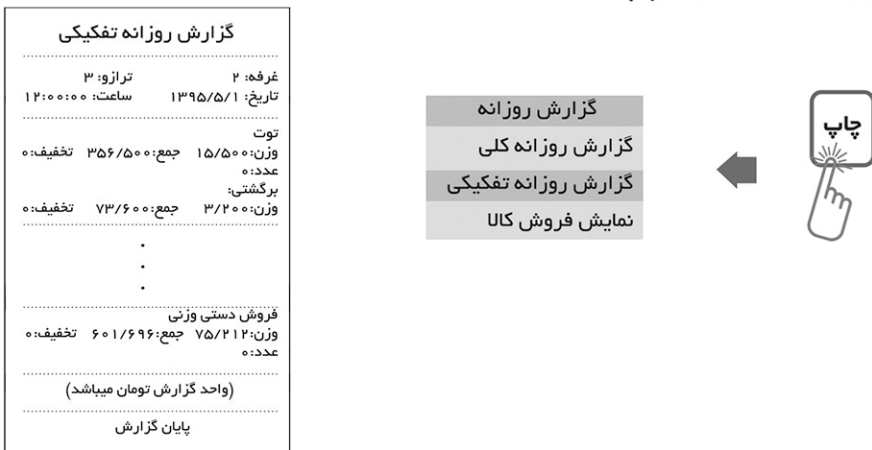 چاپ
گزارش روزانه
گزارش روزانه کلی
گزارش روزانه تفکیکی
نمایش فروش کالا
گزارش روزانه تفکیکی
غرفه: ۲ ترازو: ۳
تاریخ: ۱۳۹۵/۵/۱ ساعت: ۱۲:۰۰:۰۰
توت
وزن:۱۵/۵۰۰ جمع:۳۵۶/۵۰۰ تخفیف:۰
عدد:۰
برگشتی:
وزن:۳/۲۰۰ جمع:۷۳/۶۰۰ تخفیف:۰
.
.
.
فروش دستی وزنی
وزن:۷۵/۲۱۲ جمع:۶۰۱/۶۹۶ تخفیف:۰
عدد:۰
(واحد گزارش تومان میباشد)
پایان گزارش